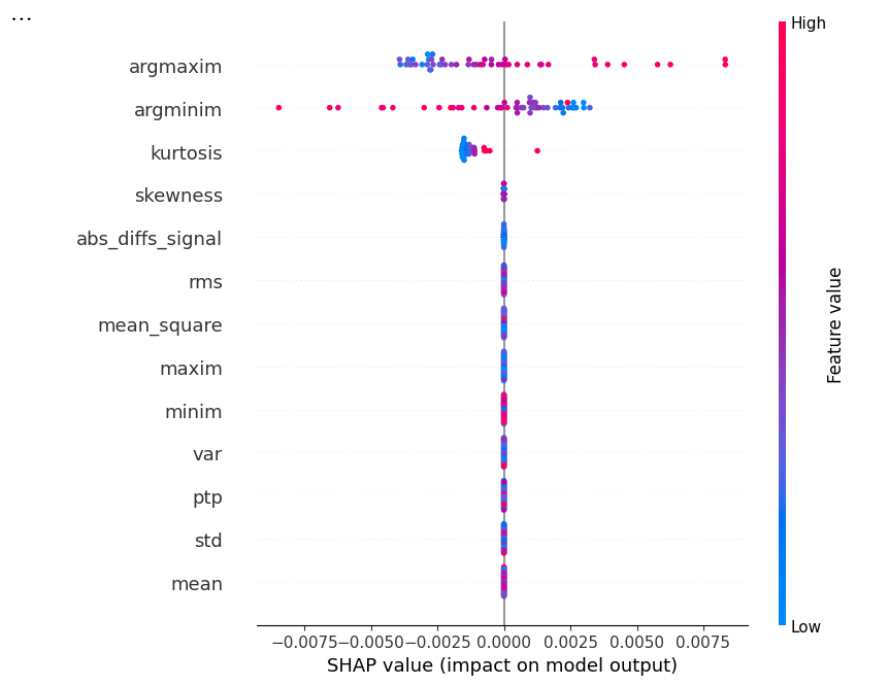 ...
High
argmaxim
argminim
kurtosis
skewness
abs_diffs_signal
rms
mean_square
maxim
minim
var
ptp
std
mean
Feature value
Low
−0.0075−0.0050−0.0025 0.0000 0.0025 0.0050 0.0075
SHAP value (impact on model output)